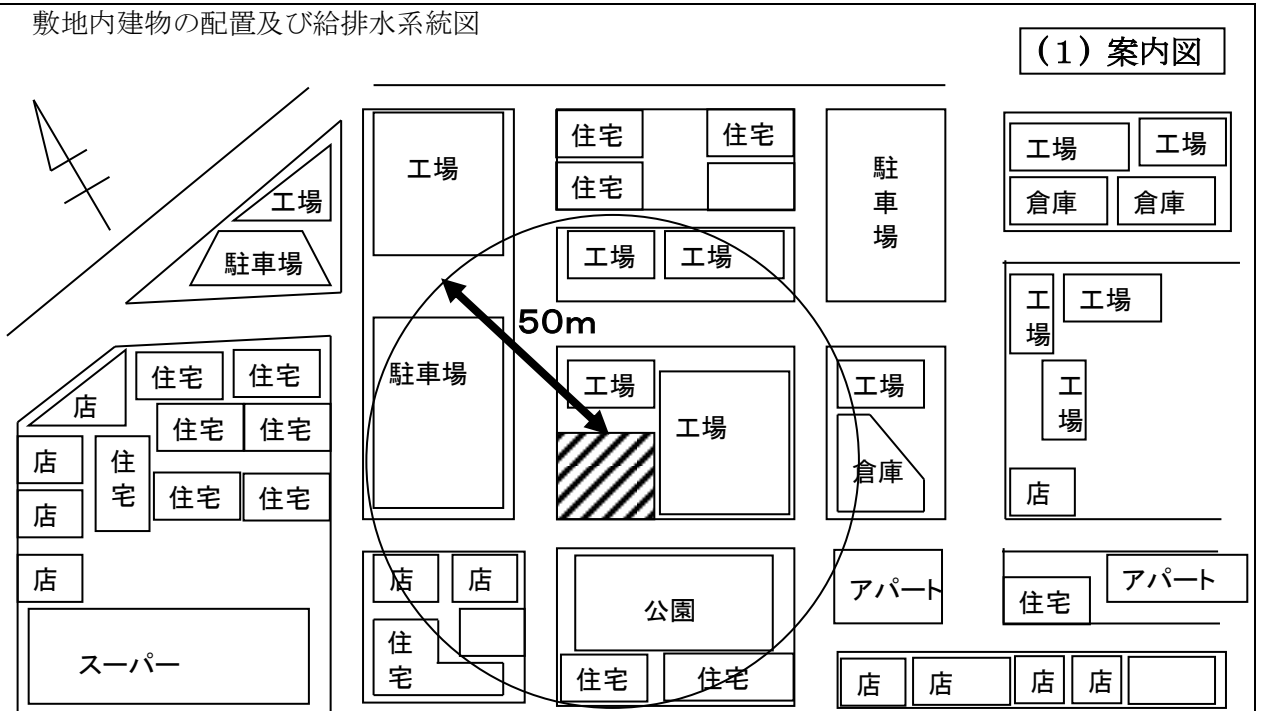 敷地内建物の配置及び給排水系統図
(1) 案内図
工場
住宅
住宅
駐車場
工場
工場
工場
住宅
倉庫
倉庫
駐車場
工場
工場
50m
工場
工場
駐車場
工場
工場
工場
工場
倉庫
店
住宅
住宅
店
住宅
住宅
店
住宅
住宅
住宅
店
店
店
店
店
公園
アパート
住宅
アパート
スーパー
住宅
住宅
住宅
店
店
店
店